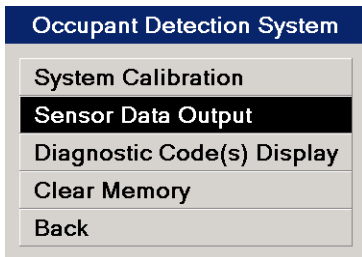 Occupant Detection System
System Calibration
Sensor Data Output
Diagnostic Code(s) Display
Clear Memory
Back